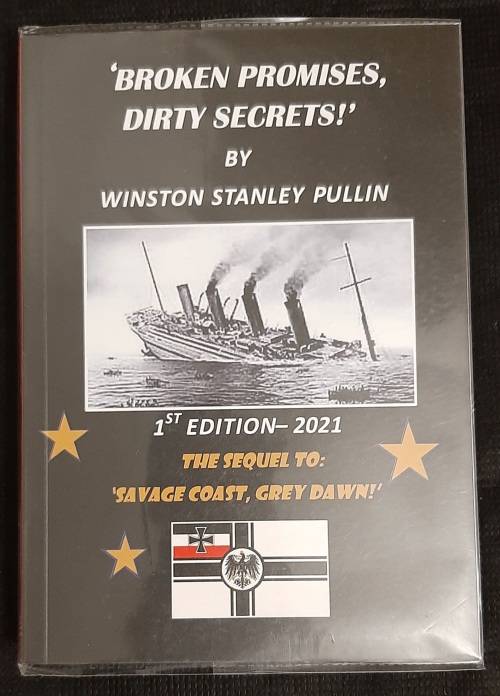 'BROKEN PROMISES,
DIRTY SECRETS!'
BY
WINSTON STANLEY PULLIN
1ST EDITION– 2021
THE SEQUEL TO:
'SAVAGE COAST, GREY DAWN!'